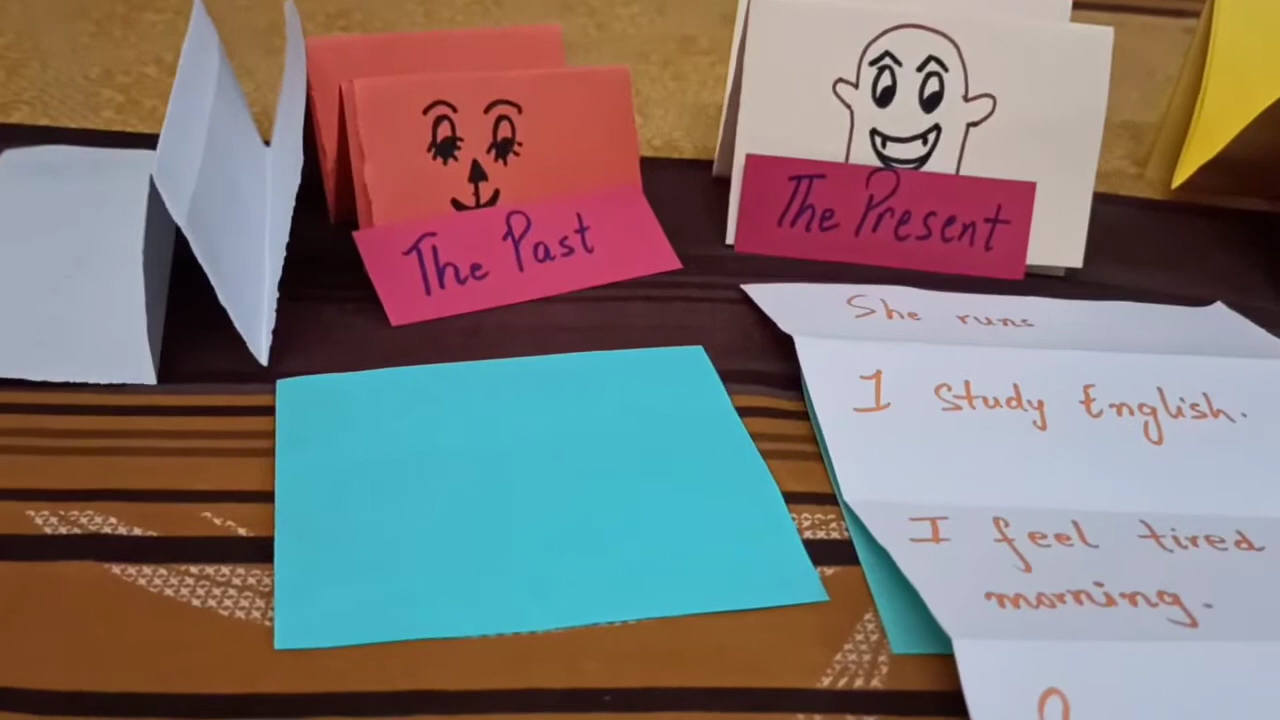 The Past
The Present
She runs
I study English.
I feel tired
morning.